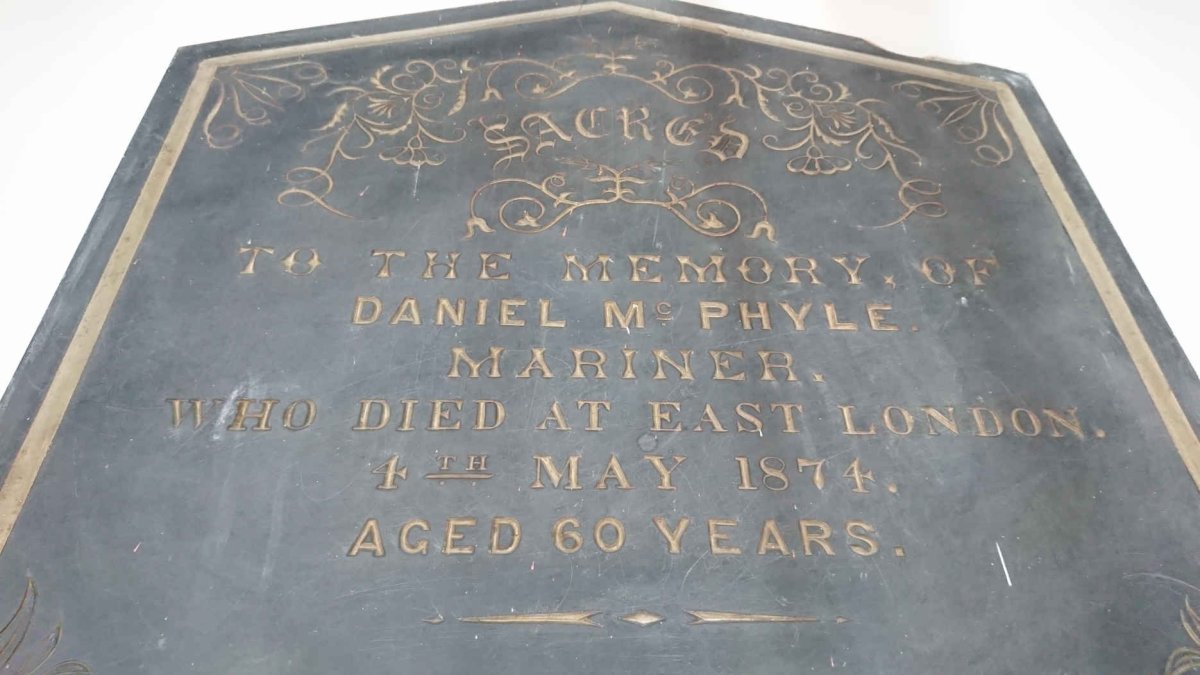 SACRED
TO THE MEMORY, OF
DANIEL Mc PHYLE.
MARINER.
WHO DIED AT EAST LONDON.
4TH MAY 1874.
AGED 60 YEARS.